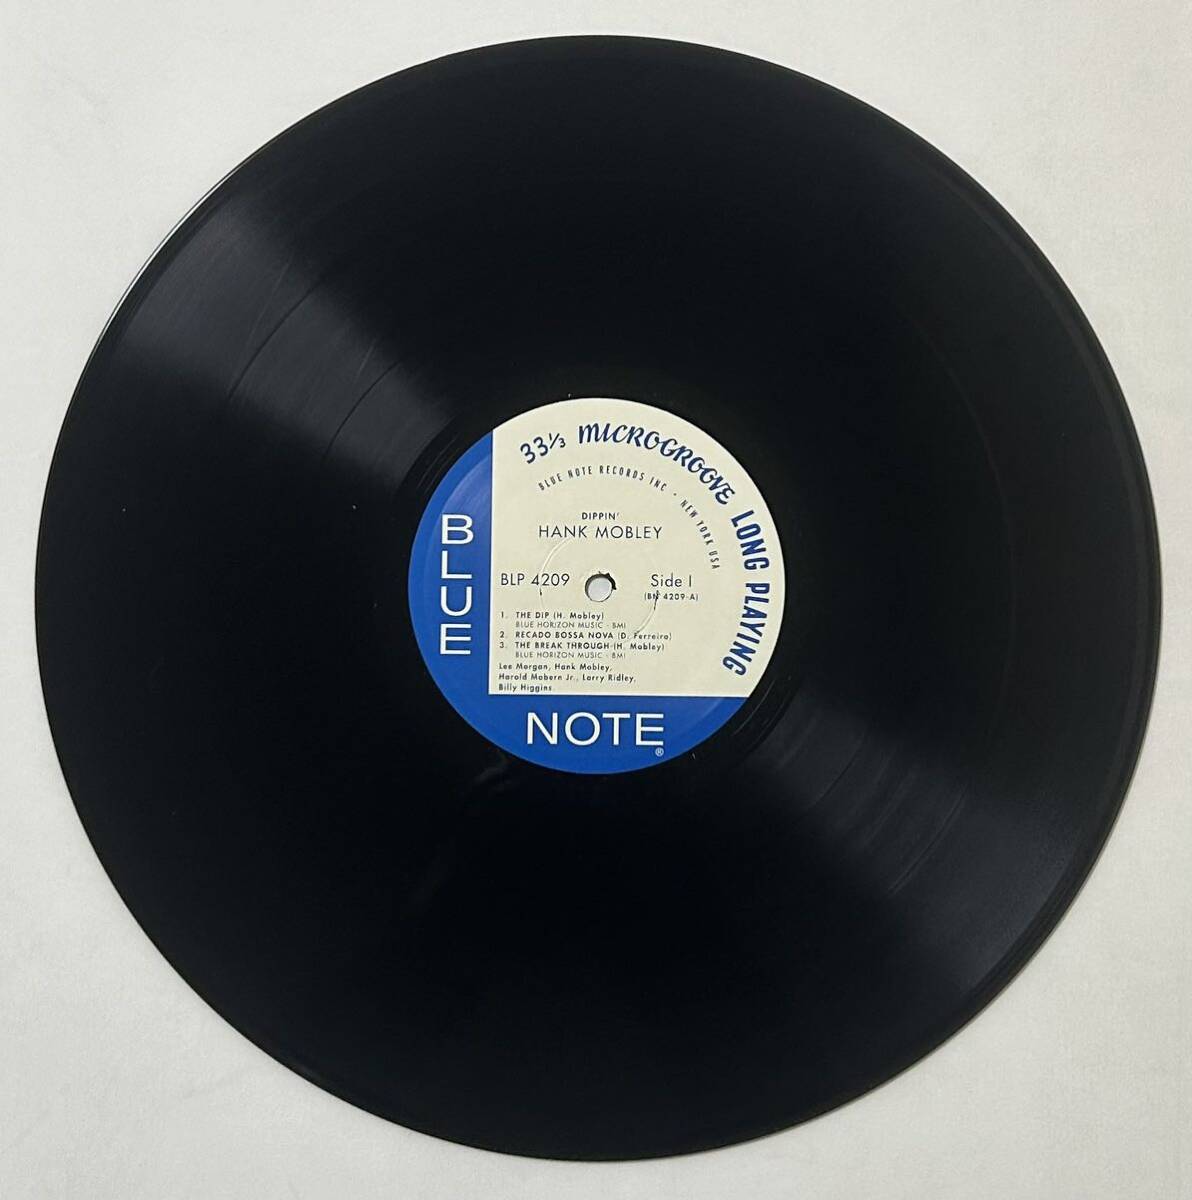 33⅓ MICROGROOVE LONG PLAYING
BLUE NOTE RECORDS INC - NEW YORK USA
DIPPIN'
HANK MOBLEY
BLP 4209
Side 1
(BN 4209-A)
1. THE DIP (H. Mobley)
BLUE HORIZON MUSIC - BMI
2. RECADO BOSSA NOVA (D. Ferreiro)
3. THE BREAK THROUGH (H. Mobley)
BLUE HORIZON MUSIC - BMI
Lee Morgan, Hank Mobley,
Harold Mabern Jr., Larry Ridley,
Billy Higgins.
BLUE
NOTE®